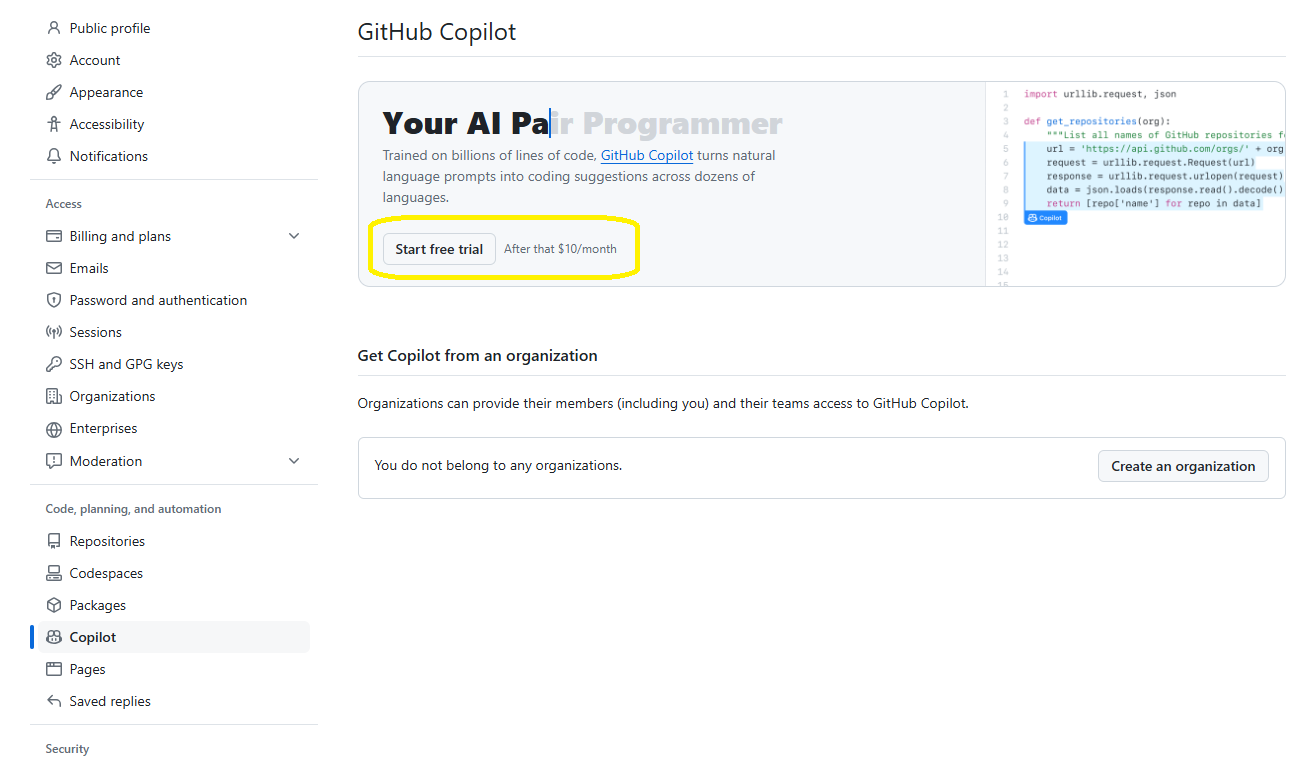 Public profile
Account
Appearance
Accessibility
Notifications
Access
Billing and plans
Emails
Password and authentication
Sessions
SSH and GPG keys
Organizations
Enterprises
Moderation
Code, planning, and automation
Repositories
Codespaces
Packages
Copilot
Pages
Saved replies
Security
GitHub Copilot
Your AI Pair Programmer
Trained on billions of lines of code, GitHub Copilot turns natural
language prompts into coding suggestions across dozens of
languages.
Start free trial After that $10/month
1 import urllib.request, json
2
3 def get_repositories(org):
4 """List all names of GitHub repositories fo
5 url = 'https://api.github.com/orgs/' + org
6 request = urllib.request.Request(url)
7 response = urllib.request.urlopen(request)
8 data = json.loads(response.read().decode()
9 return [repo['name'] for repo in data]
10 Copilot
11
12
13
14
15
Get Copilot from an organization
Organizations can provide their members (including you) and their teams access to GitHub Copilot.
You do not belong to any organizations.
Create an organization